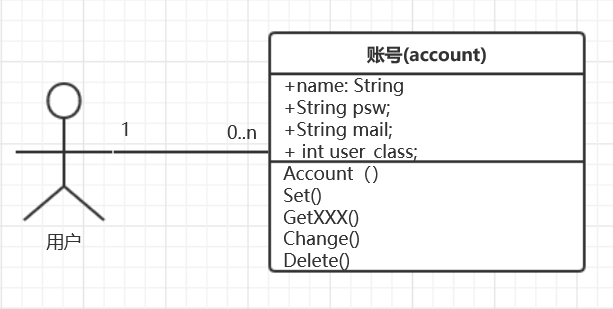 账号(account)
+name: String
+String psw;
+String mail;
+ int user_class;
1
0..n
Account（）
Set()
GetXXX()
Change()
Delete()
用户